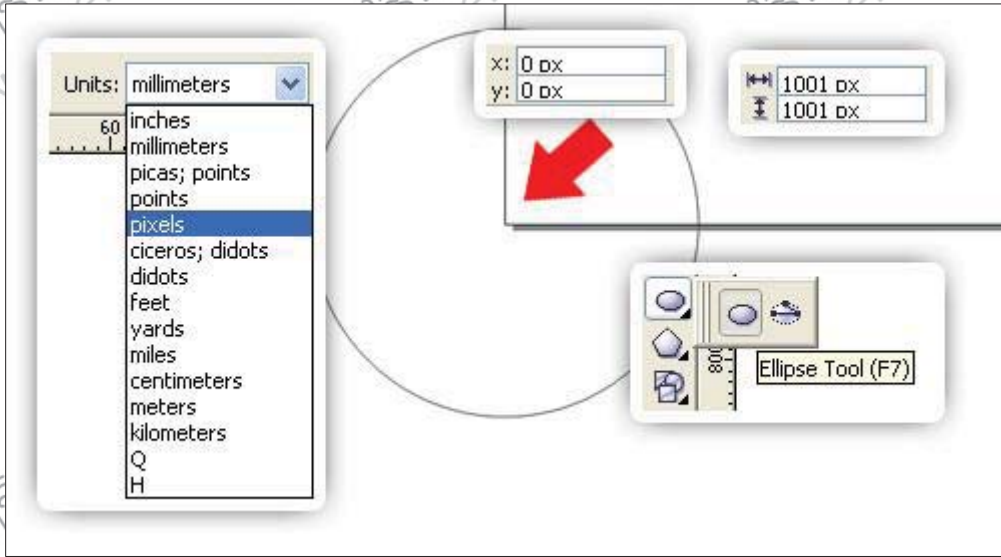 Units: millimeters
60
inches
millimeters
picas; points
points
pixels
ciceros; didots
didots
feet
yards
miles
centimeters
meters
kilometers
Q
H
x: 0 px
y: 0 px
1001 px
1001 px
Ellipse Tool (F7)